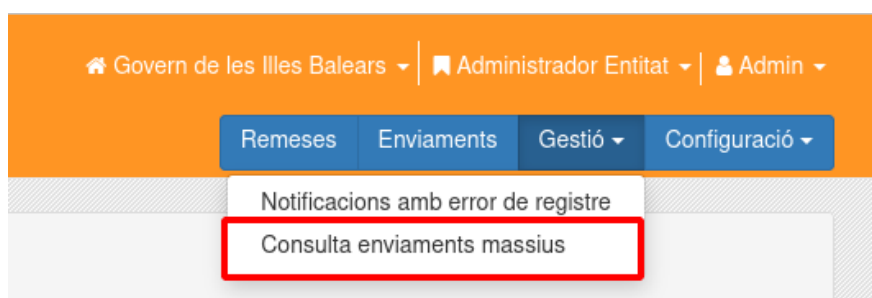 Govern de les Illes Balears Administrador Entitat Admin
Remeses Enviaments Gestió Configuració
Notificacions amb error de registre
Consulta enviaments massius